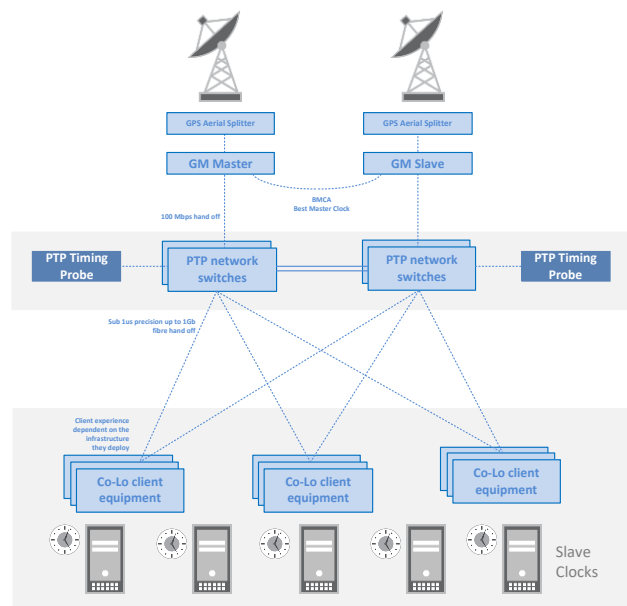 GPS Aerial Splitter
GPS Aerial Splitter
GM Master
GM Slave
BMCA
Best Master Clock
100 Mbps hand off
PTP Timing
Probe
PTP network
switches
PTP network
switches
PTP Timing
Probe
Sub 1us precision up to 1Gb
fibre hand off
Client experience
dependent on the
infrastructure
they deploy
Co-Lo client
equipment
Co-Lo client
equipment
Co-Lo client
equipment
Slave
Clocks